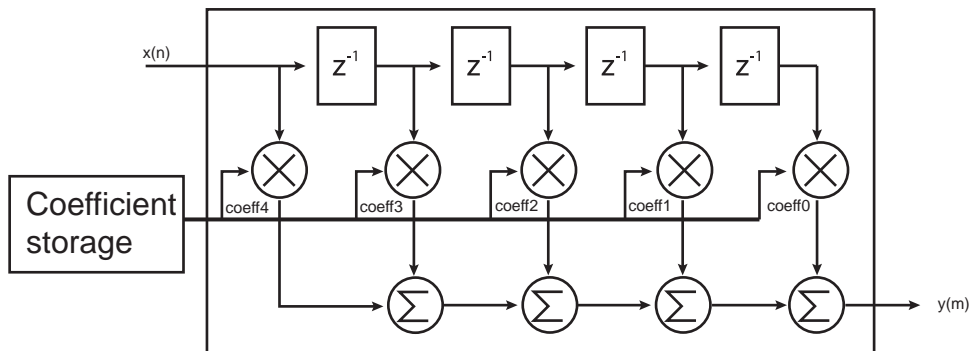 x(n)
z-1
z-1
z-1
z-1
Coefficient
storage
coeff4
coeff3
coeff2
coeff1
coeff0
Σ
Σ
Σ
Σ
y(m)